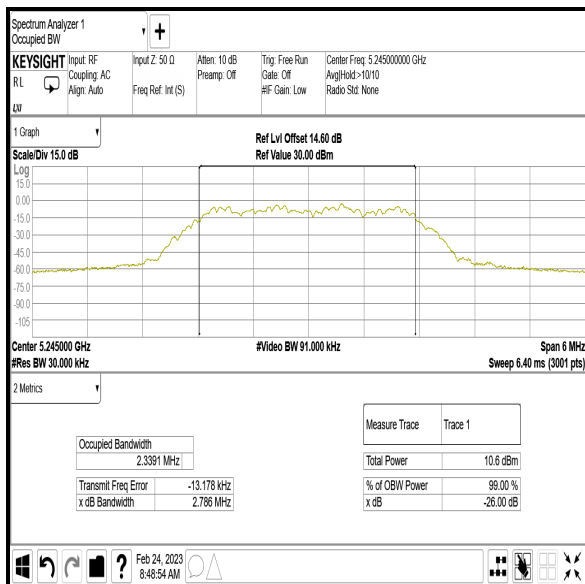 Spectrum Analyzer 1
Occupied BW
KEYSIGHT
RL
LXI
Input: RF
Coupling: AC
Align: Auto
Input Z: 50 Ω
Freq Ref: Int (S)
Atten: 10 dB
Preamp: Off
Trig: Free Run
Gate: Off
#IF Gain: Low
Center Freq: 5.245000000 GHz
Avg|Hold:>10/10
Radio Std: None
1 Graph
Scale/Div 15.0 dB
Ref Lvl Offset 14.60 dB
Ref Value 30.00 dBm
Log
15.0
0.00
-15.0
-30.0
-45.0
-60.0
-75.0
-90.0
-105
Center 5.245000 GHz
#Video BW 91.000 kHz
Span 6 MHz
#Res BW 30.000 kHz
Sweep 6.40 ms (3001 pts)
2 Metrics
Occupied Bandwidth
2.3391 MHz
Transmit Freq Error -13.178 kHz
x dB Bandwidth 2.786 MHz
Measure Trace Trace 1
Total Power 10.6 dBm
% of OBW Power 99.00 %
x dB -26.00 dB
?
Feb 24, 2023
8:48:54 AM